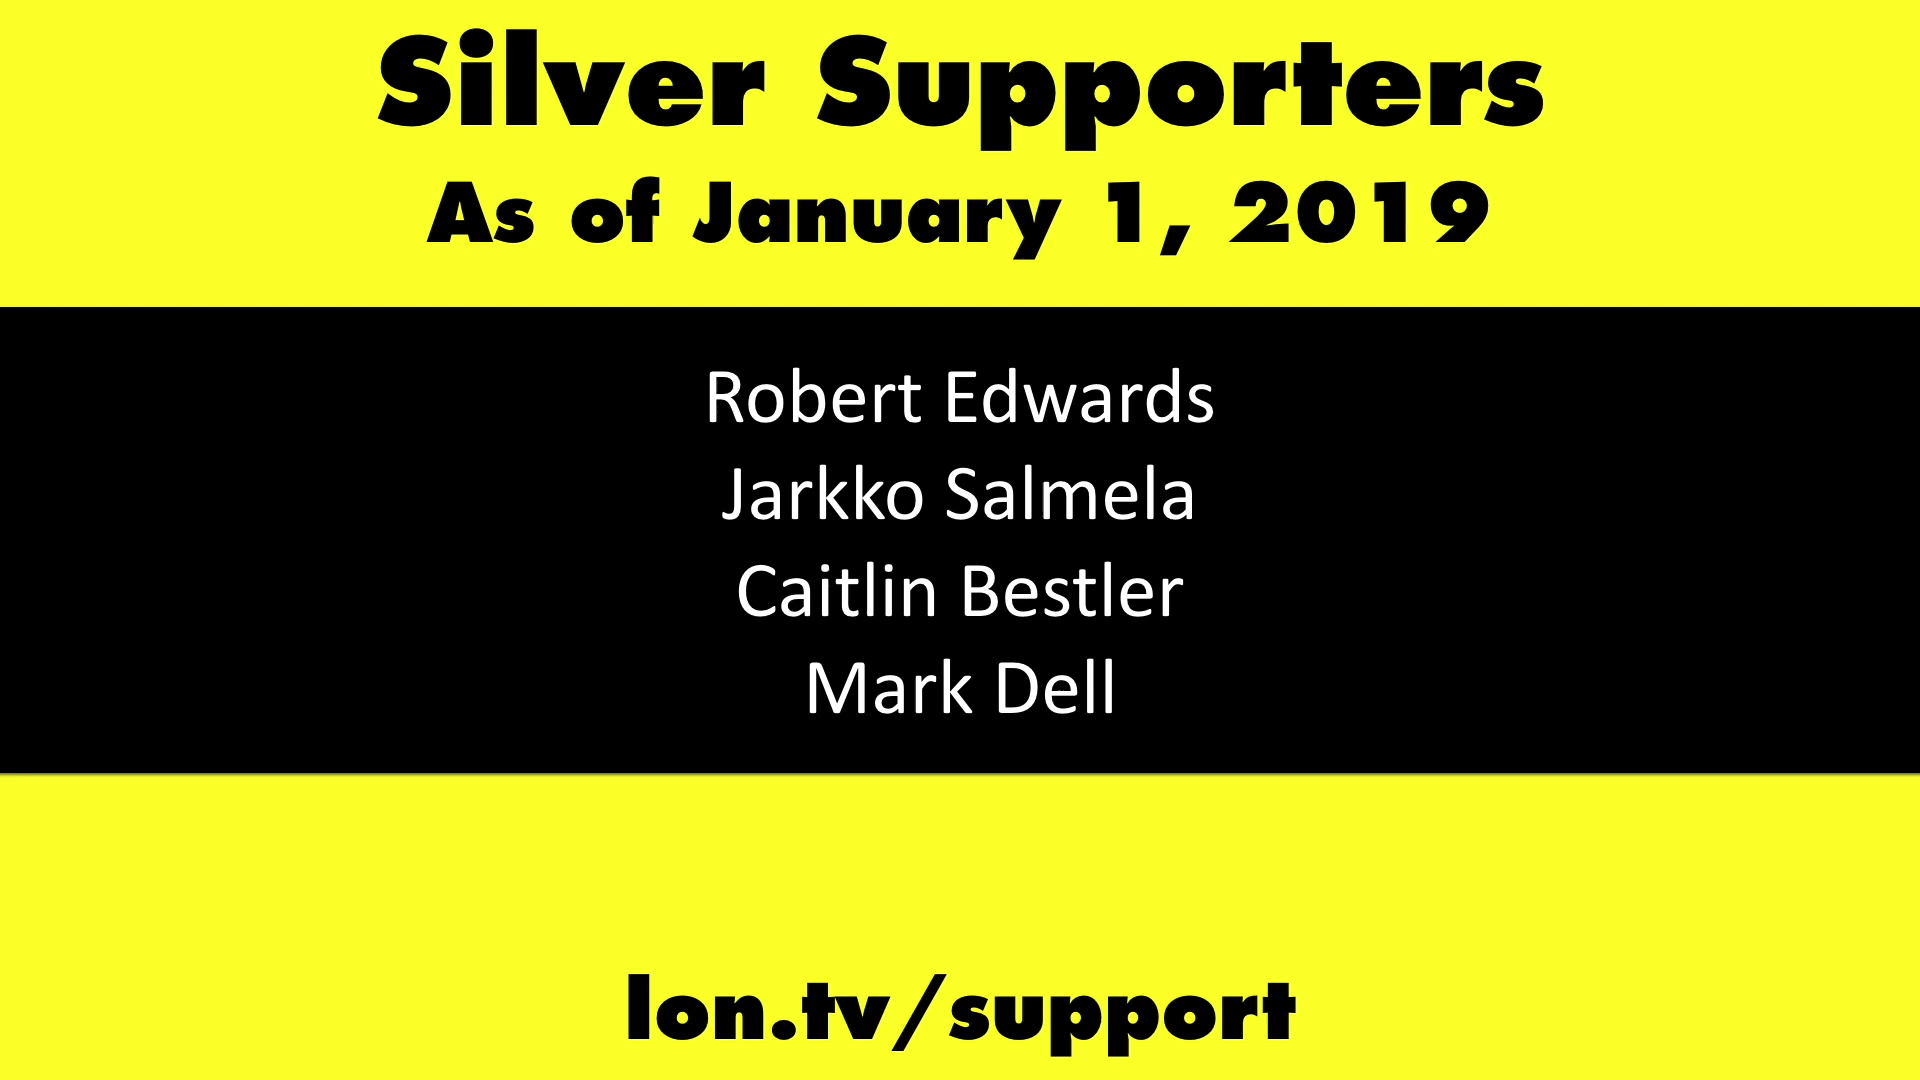 Silver Supporters
As of January 1, 2019
Robert Edwards
Jarkko Salmela
Caitlin Bestler
Mark Dell
lon.tv/support